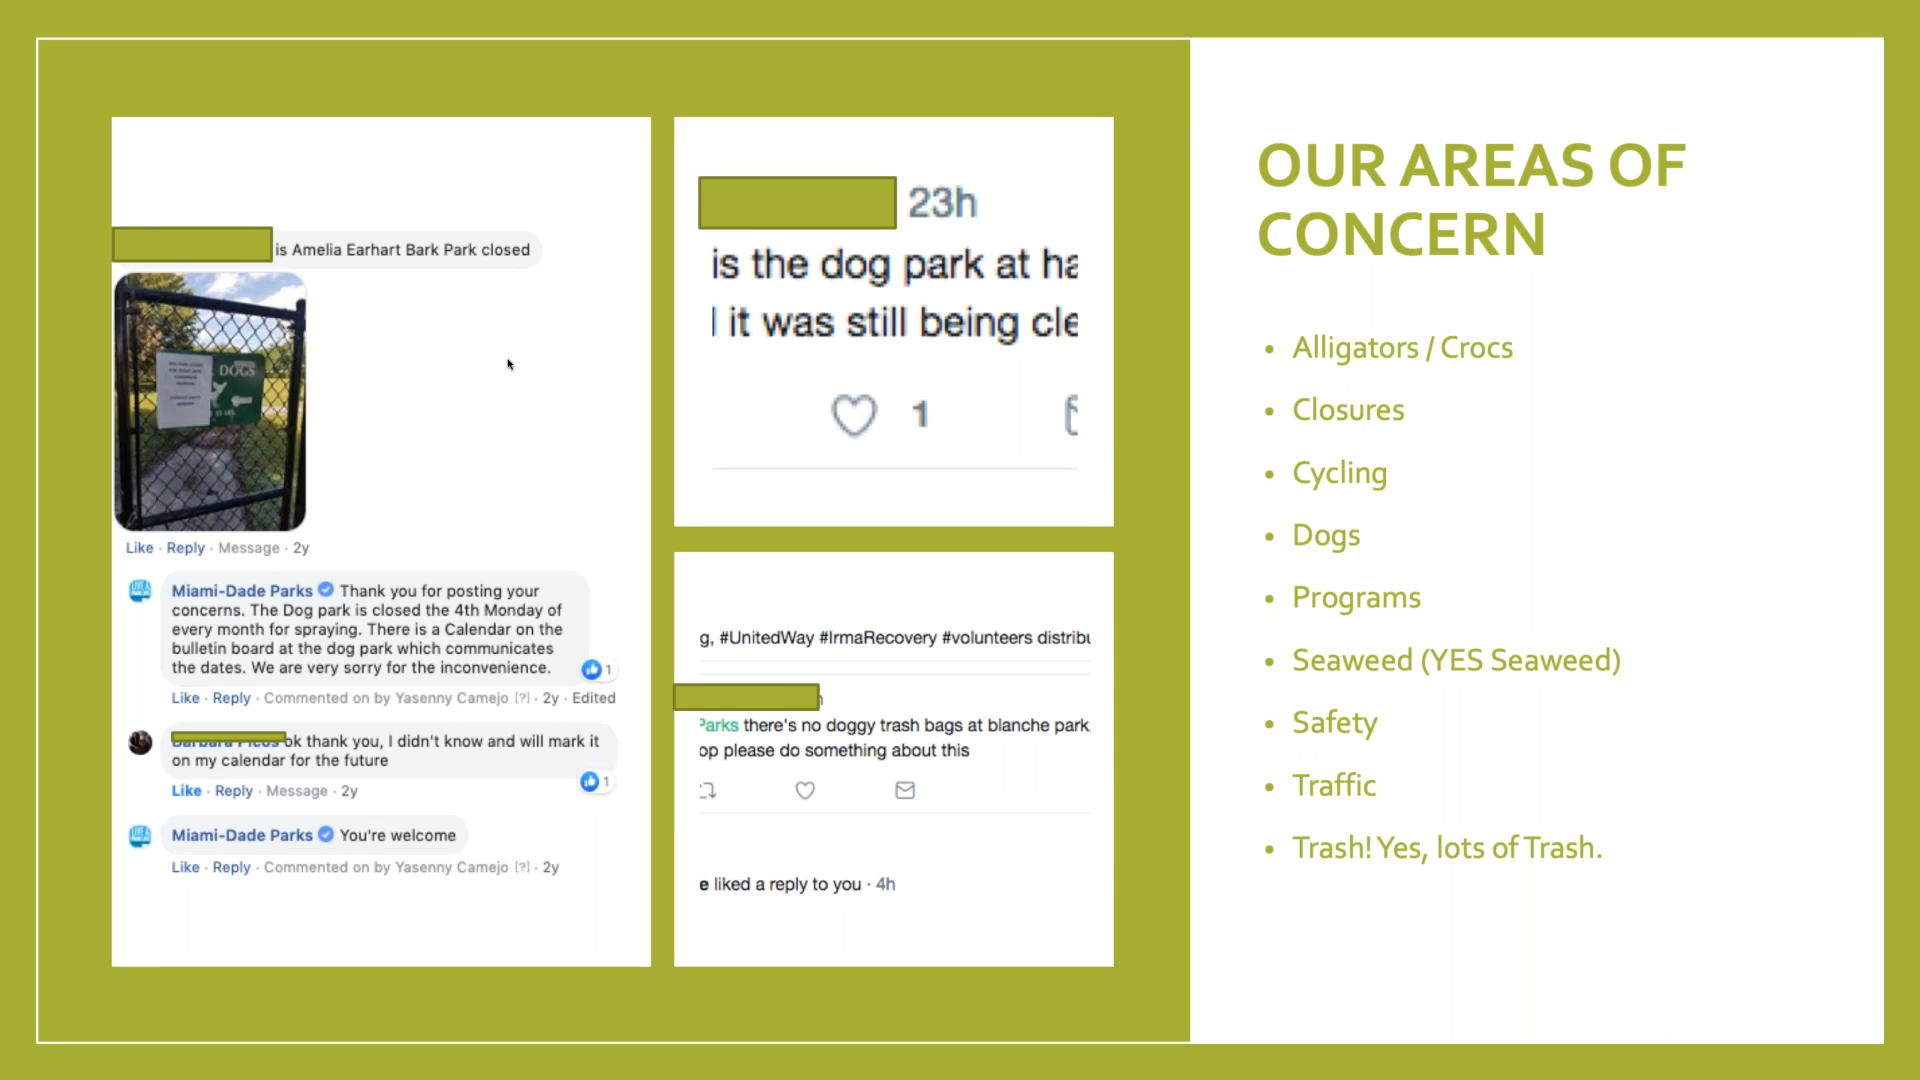 is Amelia Earhart Bark Park closed
DOGS
Like · Reply · Message · 2y
Miami-Dade Parks Thank you for posting your
concerns. The Dog park is closed the 4th Monday of
every month for spraying. There is a Calendar on the
bulletin board at the dog park which communicates
the dates. We are very sorry for the inconvenience.
1
Like · Reply · Commented on by Yasenny Camejo [?] · 2y · Edited
ok thank you, I didn't know and will mark it
on my calendar for the future
1
Like · Reply · Message · 2y
Miami-Dade Parks You're welcome
Like · Reply · Commented on by Yasenny Camejo [?] · 2y
23h
is the dog park at ha
it was still being cle
1
g, #UnitedWay #IrmaRecovery #volunteers distribu
Parks there's no doggy trash bags at blanche park,
op please do something about this
e liked a reply to you · 4h
OUR AREAS OF
CONCERN
• Alligators / Crocs
• Closures
• Cycling
• Dogs
• Programs
• Seaweed (YES Seaweed)
• Safety
• Traffic
• Trash! Yes, lots of Trash.